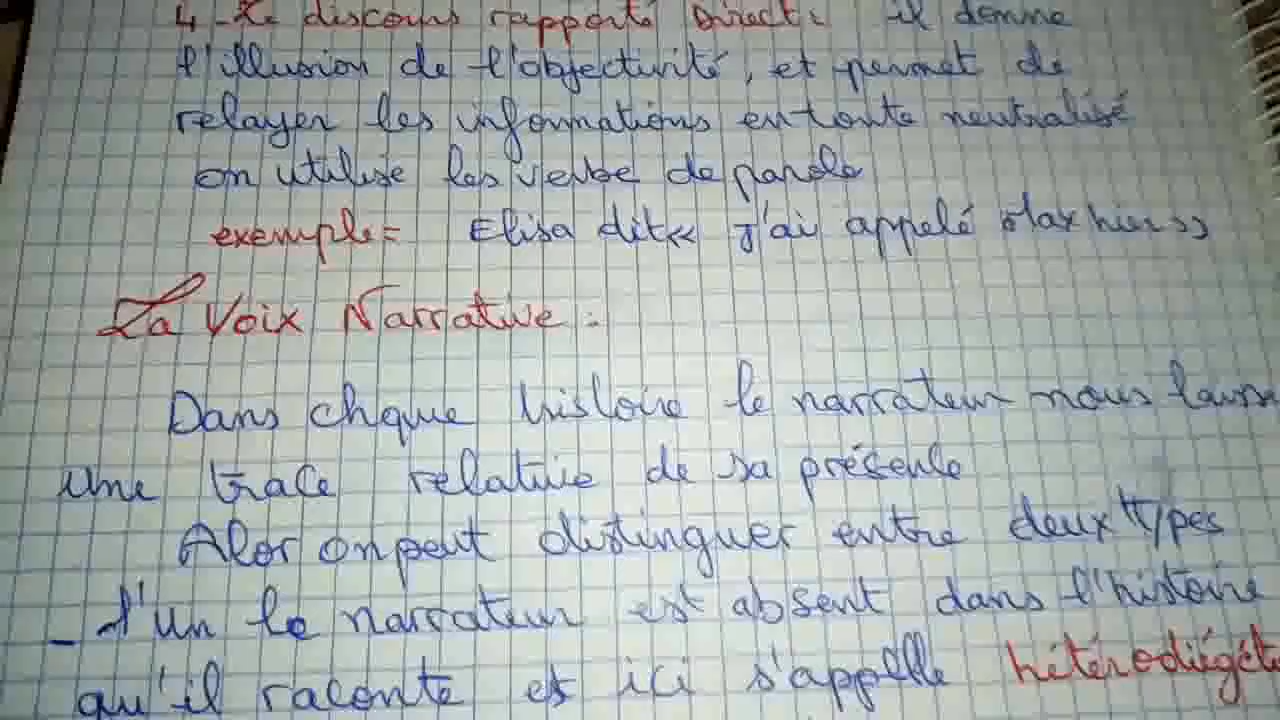 4 - Le discours rapporté Direct: il donne
l'illusion de l'objectivité, et permet de
relayer les informations en toute neutralisé
on utilise les verbe de parole
exemple = Elisa dit « J'ai appelé Max hier »
La Voix Narrative :
Dans chque histoire le narrateur nous
une trace relative de sa présence
Alor on peut distinguer entre deux types
- l'un le narrateur est absent dans l'histoire
qu'il raconte et ici s'appelle hétérodiégét